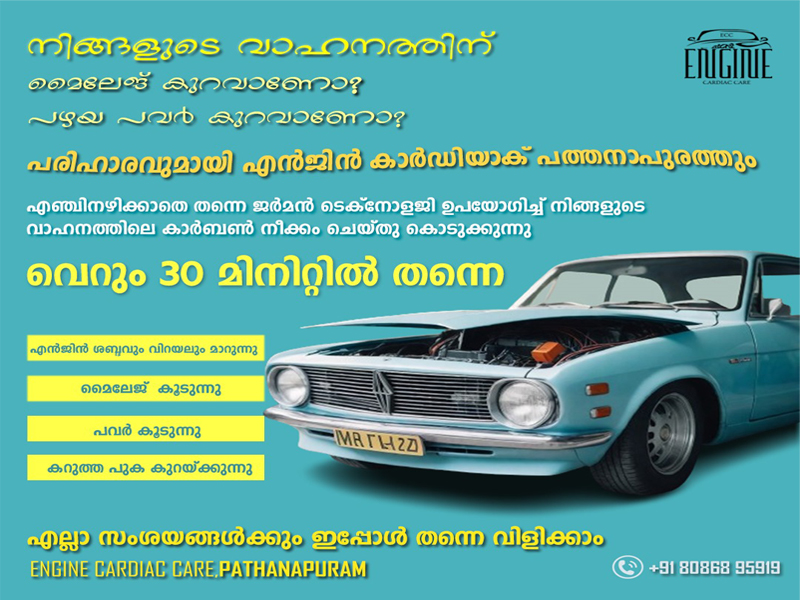 നിങ്ങളുടെ വാഹനത്തിന്
മൈലേജ് കുറവാണോ?
പഴയ പവർ കുറവാണോ?
ECC
ENGINE
CARDIAC CARE
പരിഹാരവുമായി എൻജിൻ കാർഡിയാക് പത്തനാപുരത്തും
എഞ്ചിനഴിക്കാതെ തന്നെ ജർമൻ ടെക്നോളജി ഉപയോഗിച്ച് നിങ്ങളുടെ
വാഹനത്തിലെ കാർബൺ നീക്കം ചെയ്തു കൊടുക്കുന്നു
വെറും 30 മിനിറ്റിൽ തന്നെ
എൻജിൻ ശബ്ദവും വിറയലും മാറുന്നു
മൈലേജ് കൂടുന്നു
പവർ കൂടുന്നു
കറുത്ത പുക കുറയ്ക്കുന്നു
എല്ലാ സംശയങ്ങൾക്കും ഇപ്പോൾ തന്നെ വിളിക്കാം
ENGINE CARDIAC CARE,PATHANAPURAM
+91 80868 95919